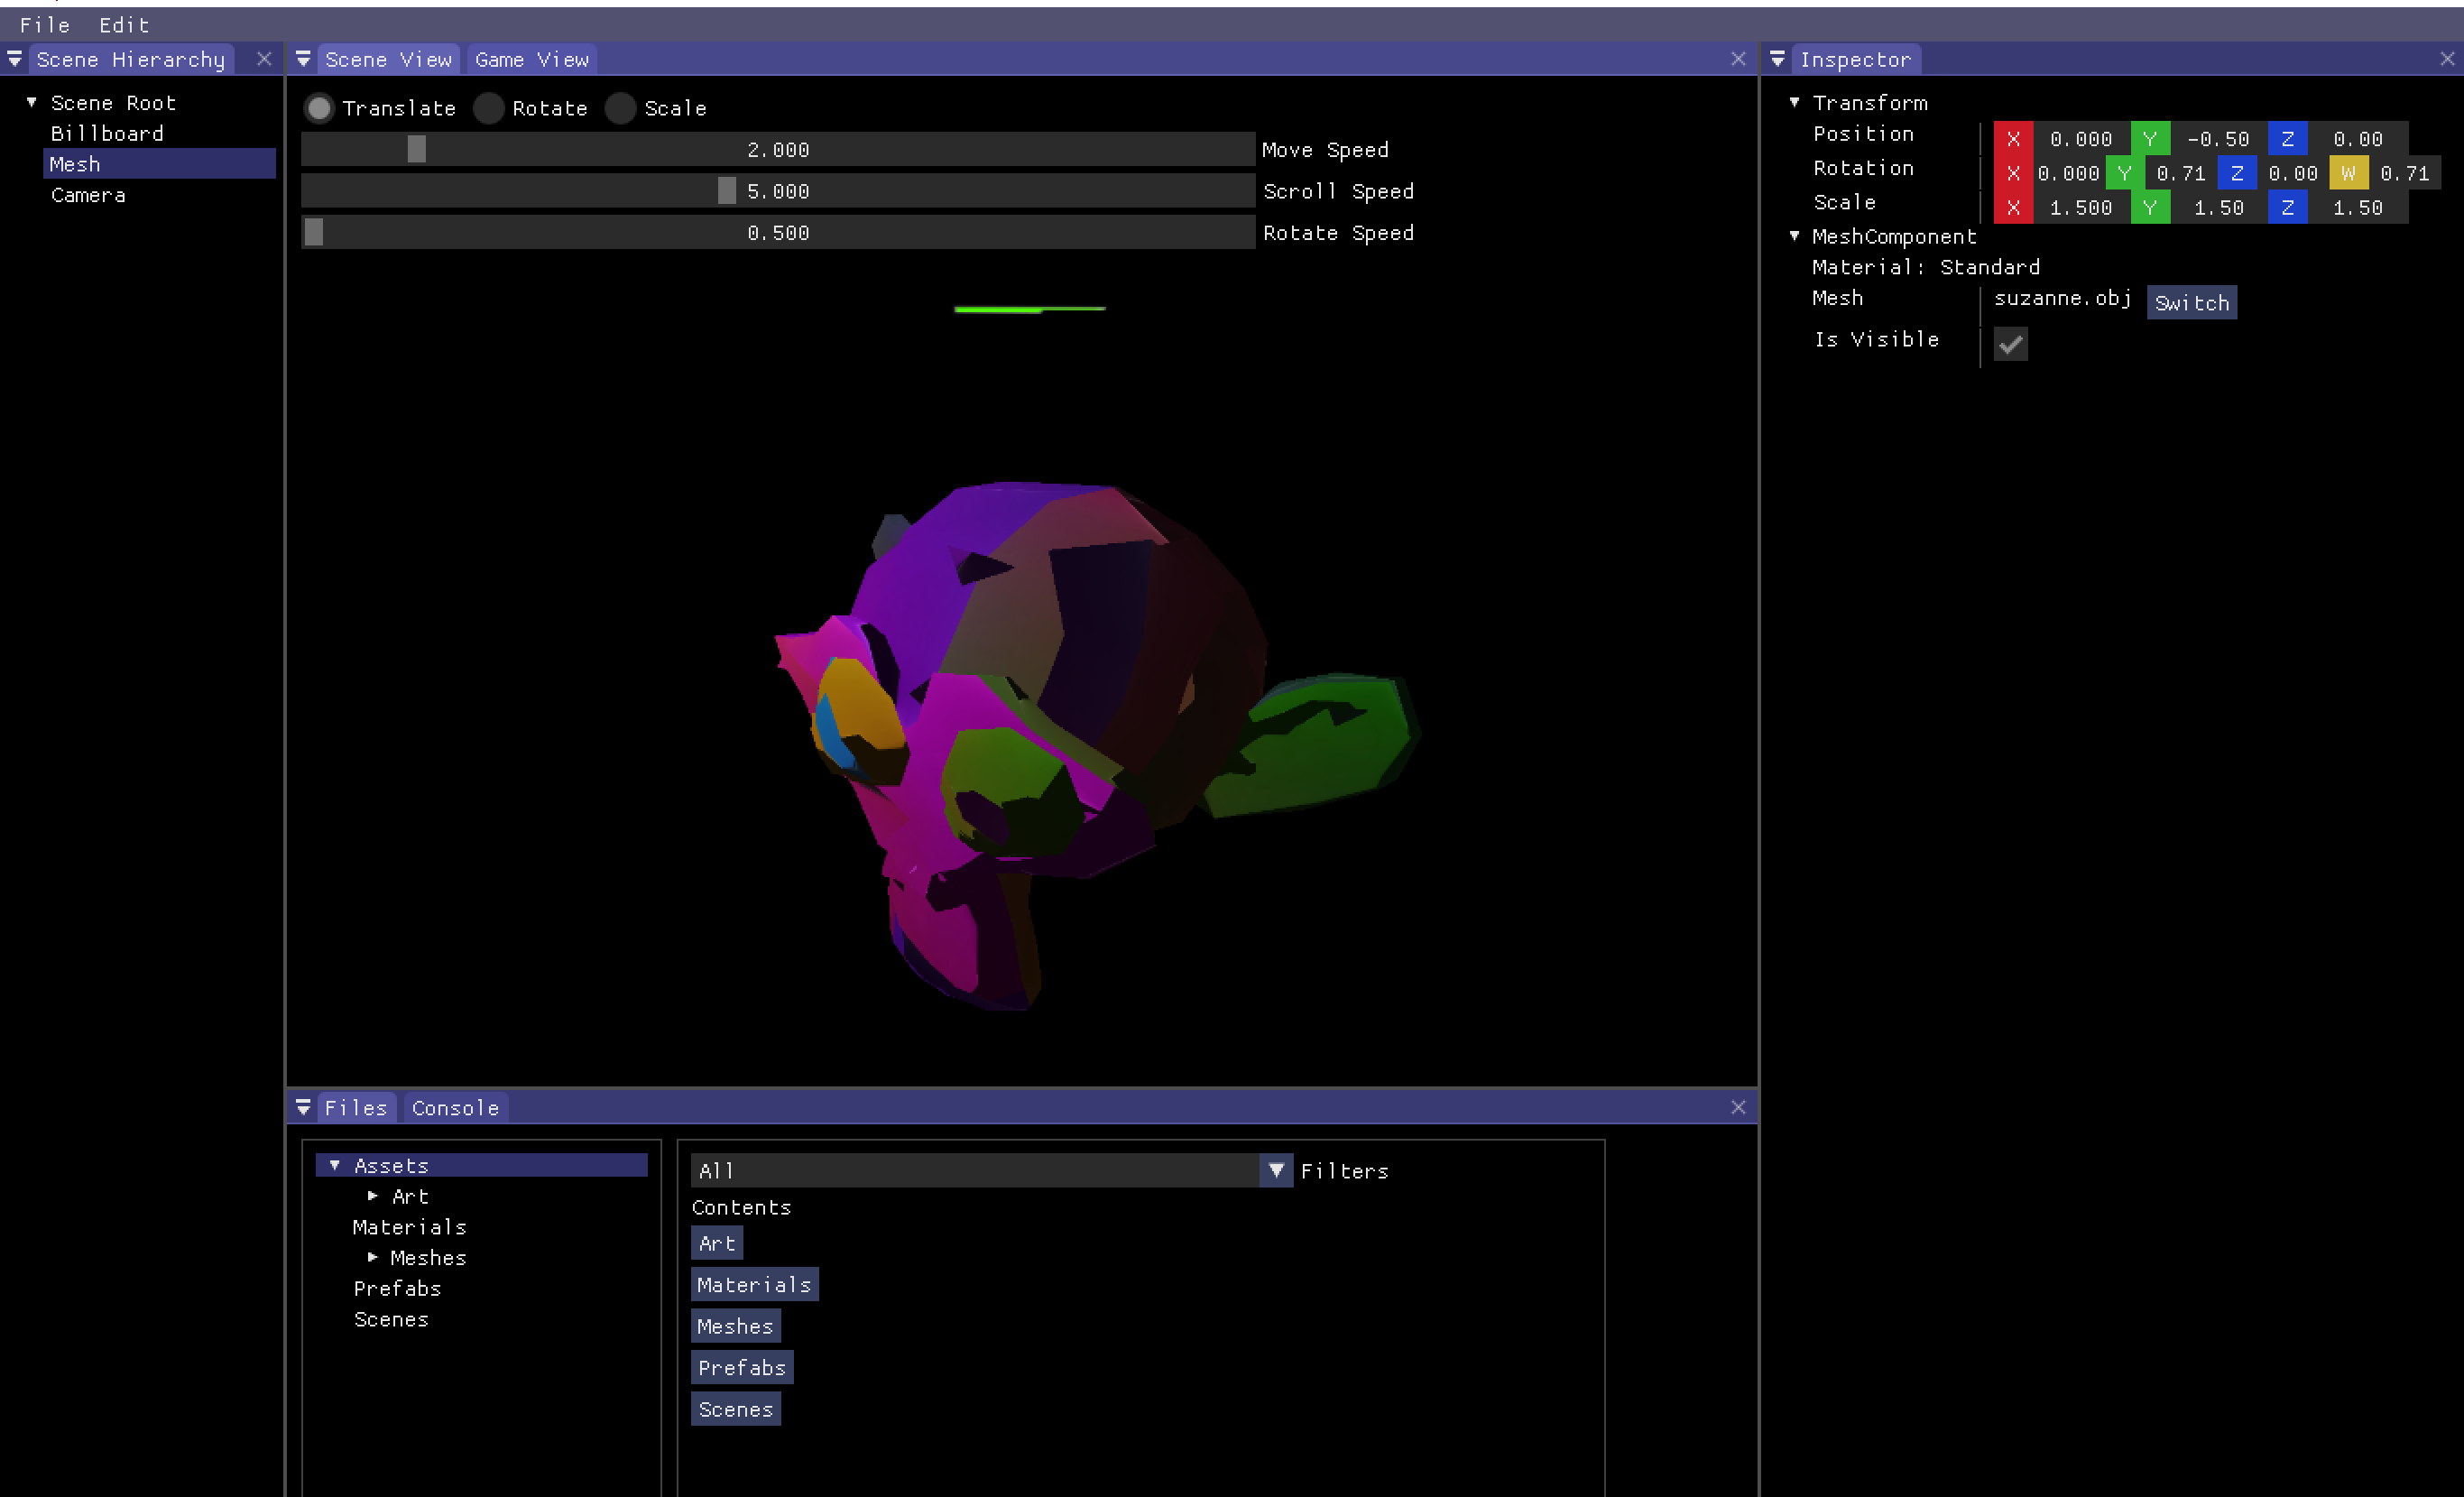 File Edit
Scene Hierarchy
Scene Root
Billboard
Mesh
Camera
Scene View Game View
Translate Rotate Scale
2.000 Move Speed
5.000 Scroll Speed
0.500 Rotate Speed
Inspector
Transform
Position X 0.000 Y -0.50 Z 0.00
Rotation X 0.000 Y 0.71 Z 0.00 W 0.71
Scale X 1.500 Y 1.50 Z 1.50
MeshComponent
Material: Standard
Mesh suzanne.obj Switch
Is Visible
Files Console
Assets
Art
Materials
Meshes
Prefabs
Scenes
All Filters
Contents
Art
Materials
Meshes
Prefabs
Scenes